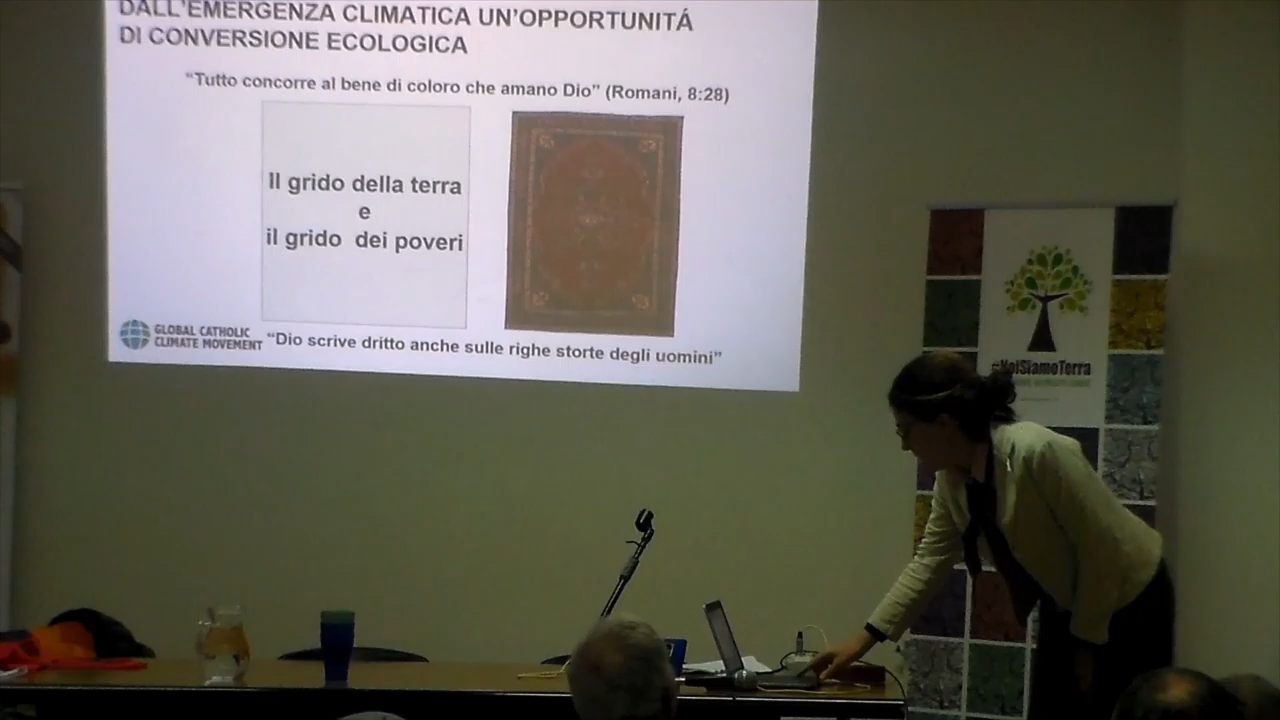 DALL'EMERGENZA CLIMATICA UN'OPPORTUNITÁ
DI CONVERSIONE ECOLOGICA
“Tutto concorre al bene di coloro che amano Dio” (Romani, 8:28)
Il grido della terra
e
il grido dei poveri
GLOBAL CATHOLIC
CLIMATE MOVEMENT
“Dio scrive dritto anche sulle righe storte degli uomini”
#NoiSiamoTerra